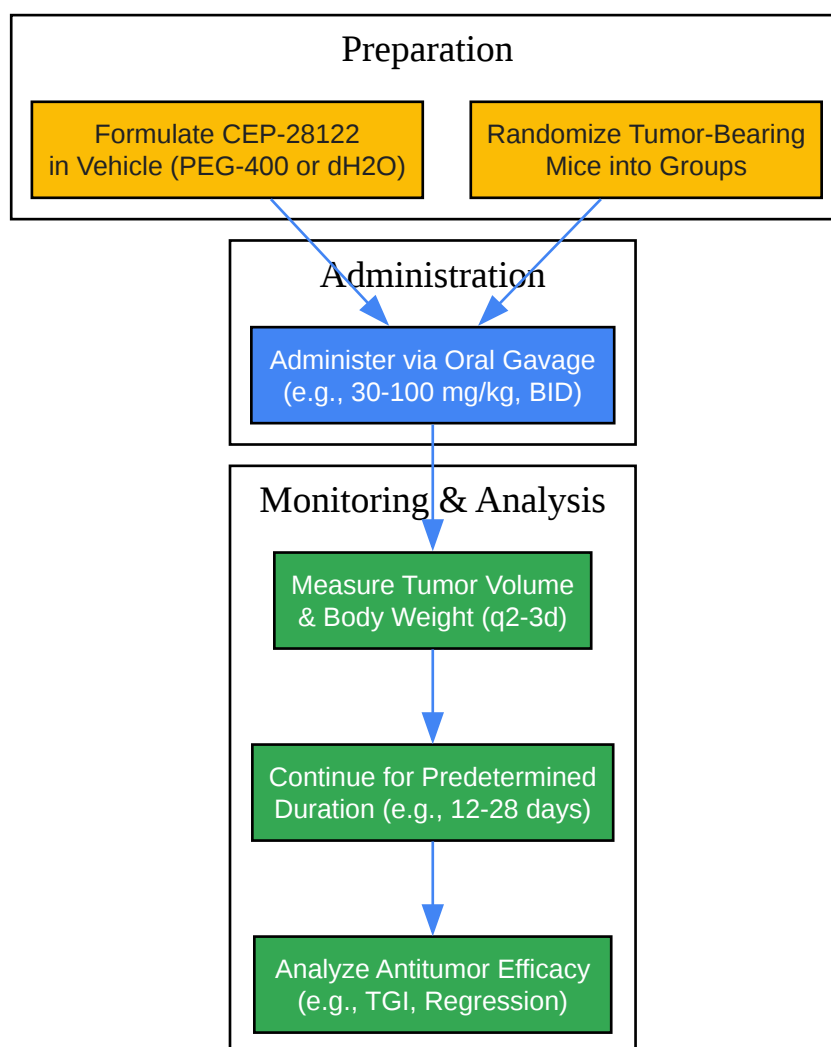 Preparation
Formulate CEP-28122
in Vehicle (PEG-400 or dH2O)
Randomize Tumor-Bearing
Mice into Groups
Administration
Administer via Oral Gavage
(e.g., 30-100 mg/kg, BID)
Monitoring & Analysis
Measure Tumor Volume
& Body Weight (q2-3d)
Continue for Predetermined
Duration (e.g., 12-28 days)
Analyze Antitumor Efficacy
(e.g., TGI, Regression)